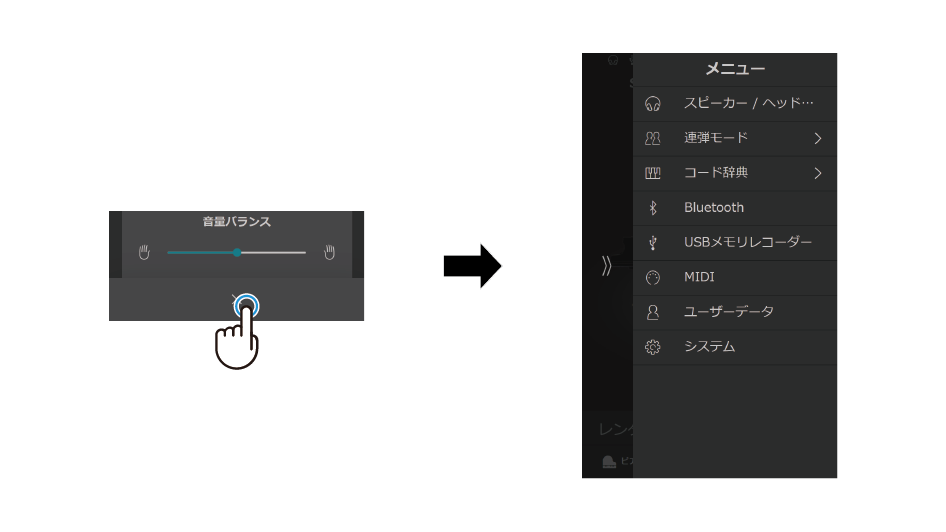 音量バランス
メニュー
スピーカー / ヘッド…
連弾モード
コード辞典
Bluetooth
USBメモリレコーダー
MIDI
ユーザーデータ
システム